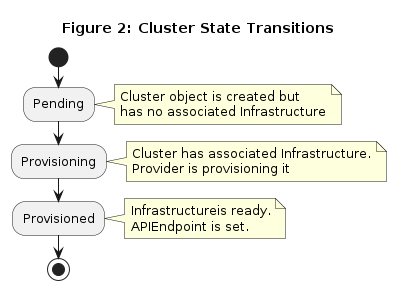 Figure 2: Cluster State Transitions
Pending
Cluster object is created but
has no associated Infrastructure
Provisioning
Cluster has associated Infrastructure.
Provider is provisioning it
Provisioned
Infrastructureis ready.
APIEndpoint is set.